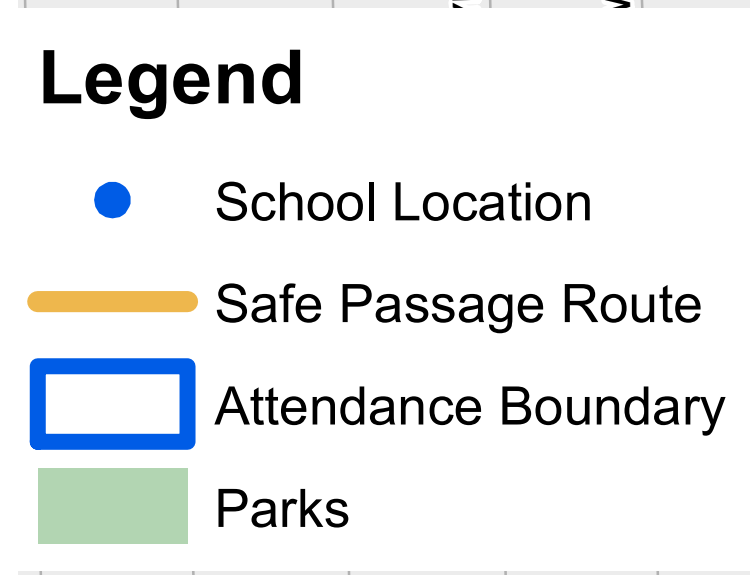 Legend
School Location
Safe Passage Route
Attendance Boundary
Parks